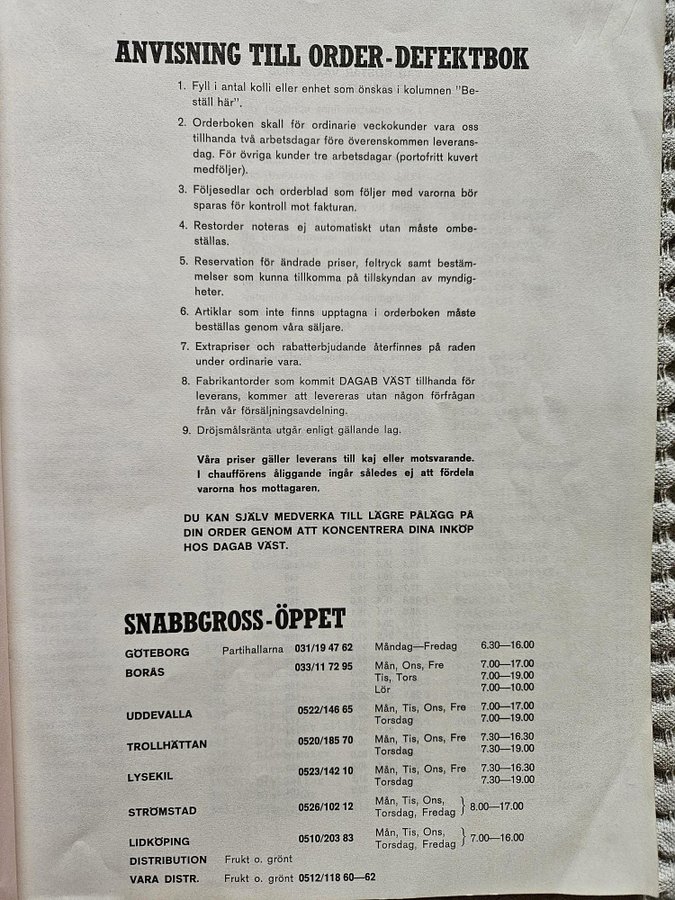 ANVISNING TILL ORDER-DEFEKTBOK
1. Fyll i antal kolli eller enhet som önskas i kolumnen "Be-
ställ här".
2. Orderboken skall för ordinarie veckokunder vara oss
tillhanda två arbetsdagar före överenskommen leverans-
dag. För övriga kunder tre arbetsdagar (portofritt kuvert
medföljer).
3. Följesedlar och orderblad som följer med varorna bör
sparas för kontroll mot fakturan.
4. Restorder noteras ej automatiskt utan måste ombe-
ställas.
5. Reservation för ändrade priser, feltryck samt bestäm-
melser som kunna tillkomma på tillskyndan av myndig-
heter.
6. Artiklar som inte finns upptagna i orderboken måste
beställas genom våra säljare.
7. Extrapriser och rabatterbjudande återfinnes på raden
under ordinarie vara.
8. Fabrikantorder som kommit DAGAB VÄST tillhanda för
leverans, kommer att levereras utan någon förfrågan
från vår försäljningsavdelning.
9. Dröjsmålsränta utgår enligt gällande lag.
Våra priser gäller leverans till kaj eller motsvarande.
I chaufförens åliggande ingår således ej att fördela
varorna hos mottagaren.
DU KAN SJÄLV MEDVERKA TILL LÄGRE PÅLÄGG PÅ
DIN ORDER GENOM ATT KONCENTRERA DINA INKÖP
HOS DAGAB VÄST.
SNABBGROSS-ÖPPET
GÖTEBORG Partihallarna 031/19 47 62 Måndag—Fredag 6.30—16.00
BORÅS 033/11 72 95 Mån, Ons, Fre 7.00—17.00
Tis, Tors 7.00—19.00
Lör 7.00—10.00
UDDEVALLA 0522/146 65 Mån, Tis, Ons, Fre 7.00—17.00
Torsdag 7.00—19.00
TROLLHÄTTAN 0520/185 70 Mån, Tis, Ons, Fre 7.30—16.30
Torsdag 7.30—19.00
LYSEKIL 0523/142 10 Mån, Tis, Ons, Fre 7.30—16.30
Torsdag 7.30—19.00
STRÖMSTAD 0526/102 12 Mån, Tis, Ons,
Torsdag, Fredag } 8.00—17.00
LIDKÖPING 0510/203 83 Mån, Tis, Ons,
Torsdag, Fredag } 7.00—16.00
DISTRIBUTION Frukt o. grönt
VARA DISTR. Frukt o. grönt 0512/118 60—62